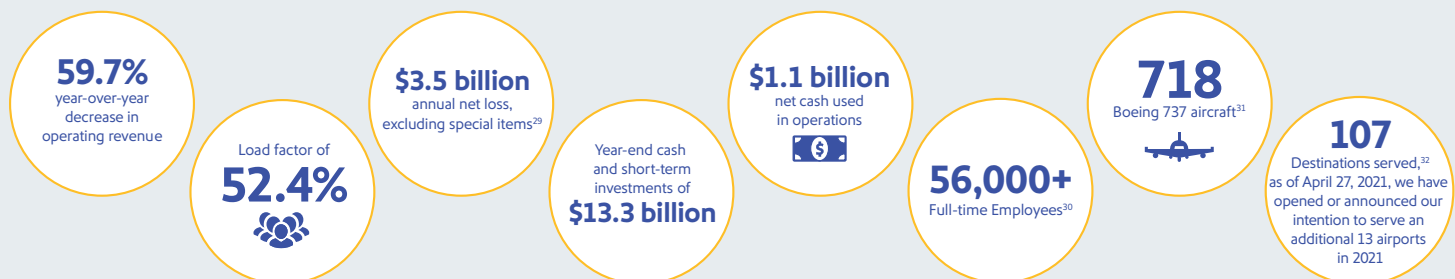 59.7%
year-over-year
decrease in
operating revenue
Load factor of
52.4%
$3.5 billion
annual net loss,
excluding special items29
Year-end cash
and short-term
investments of
$13.3 billion
$1.1 billion
net cash used
in operations
$
56,000+
Full-time Employees30
718
Boeing 737 aircraft31
107
Destinations served,32
as of April 27, 2021, we have
opened or announced our
intention to serve an
additional 13 airports
in 2021